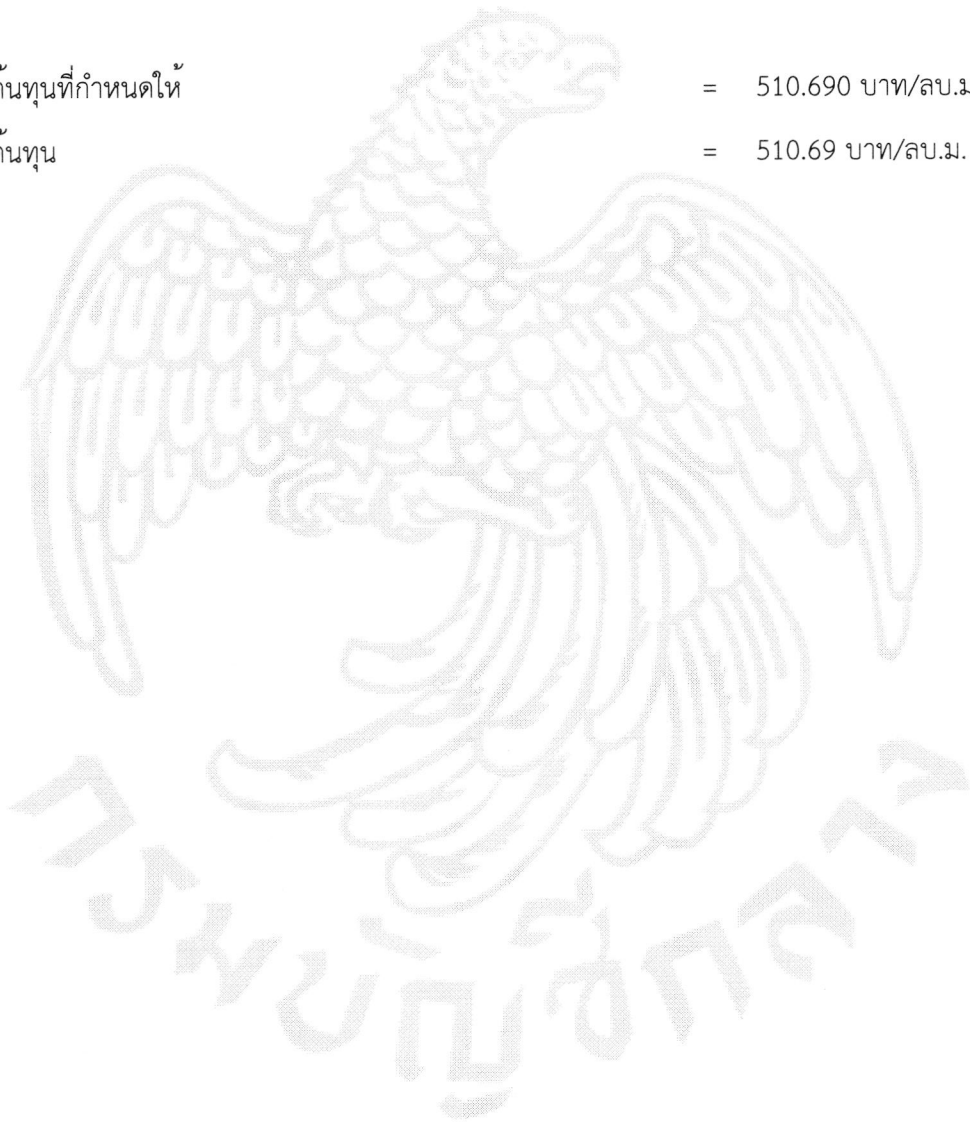 ต้นทุนที่กำหนดให้ = 510.690 บาท/ลบ.ม
ต้นทุน = 510.69 บาท/ลบ.ม.
กรมบัญชีกลาง